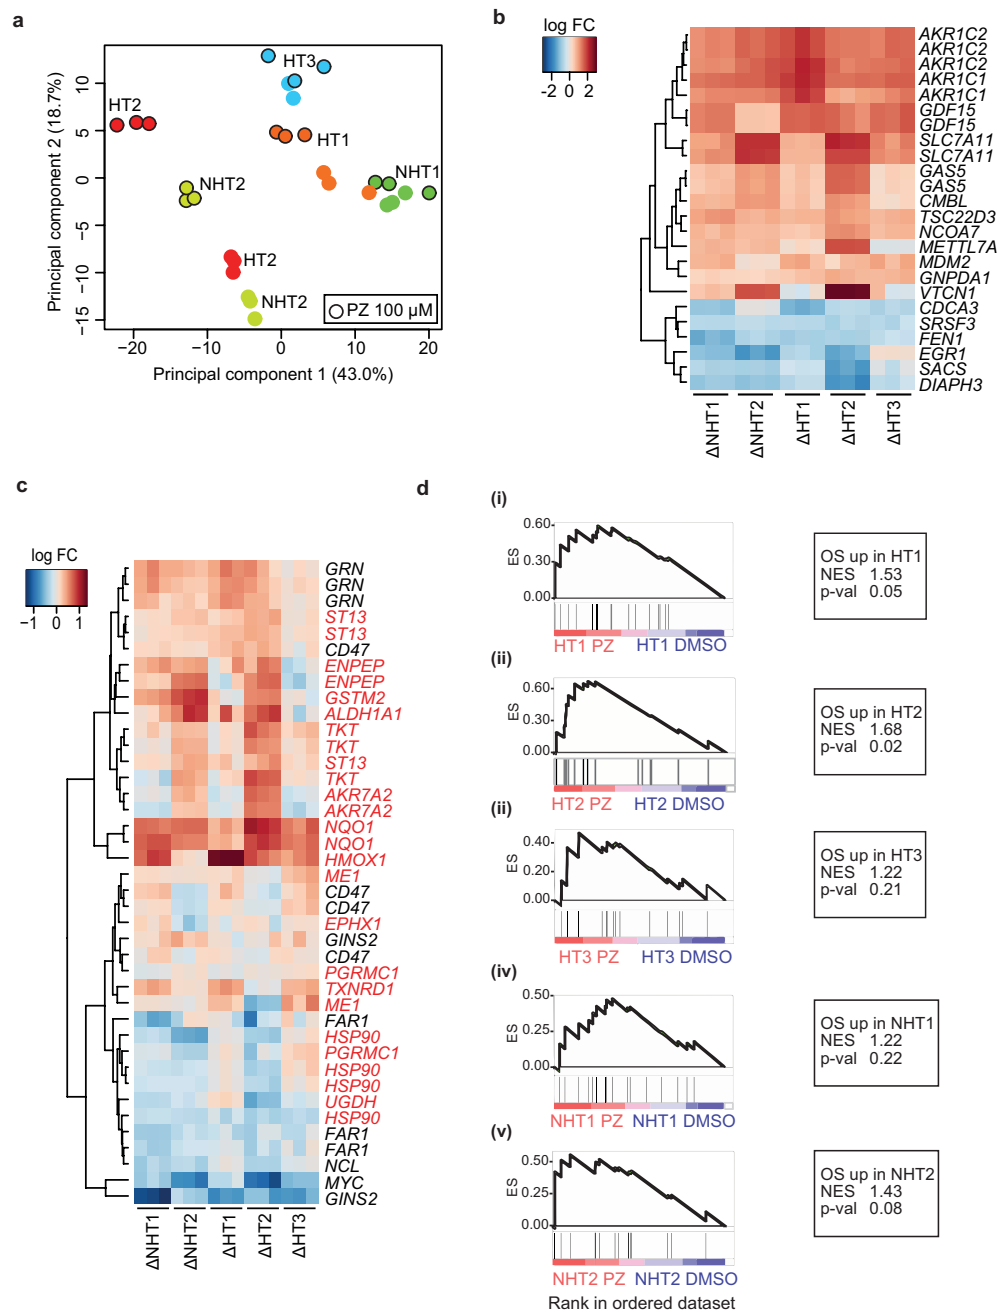 a
Principal component 2 (18.7%)
10
5
0
−5
−10
−15
HT3
HT2
HT1
NHT1
NHT2
HT2
NHT2
PZ 100 µM
−20
−10
0
10
20
Principal component 1 (43.0%)
b
log FC
-2 0 2
AKR1C2
AKR1C2
AKR1C2
AKR1C1
AKR1C1
GDF15
GDF15
SLC7A11
SLC7A11
GAS5
GAS5
CMBL
TSC22D3
NCOA7
METTL7A
MDM2
GNPDA1
VTCN1
CDCA3
SRSF3
FEN1
EGR1
SACS
DIAPH3
ΔNHT1
ΔNHT2
ΔHT1
ΔHT2
ΔHT3
c
log FC
−1 0 1
GRN
GRN
GRN
ST13
ST13
CD47
ENPEP
ENPEP
GSTM2
ALDH1A1
TKT
TKT
ST13
TKT
AKR7A2
AKR7A2
NQO1
NQO1
HMOX1
ME1
CD47
CD47
EPHX1
GINS2
CD47
PGRMC1
TXNRD1
ME1
FAR1
HSP90
PGRMC1
HSP90
HSP90
UGDH
HSP90
FAR1
FAR1
NCL
MYC
GINS2
ΔNHT1
ΔNHT2
ΔHT1
ΔHT2
ΔHT3
d
(i)
ES
0.60
0.30
0.00
HT1 PZ HT1 DMSO
OS up in HT1
NES 1.53
p-val 0.05
(ii)
ES
0.60
0.30
0.00
HT2 PZ HT2 DMSO
OS up in HT2
NES 1.68
p-val 0.02
(ii)
ES
0.40
0.20
0.00
HT3 PZ HT3 DMSO
OS up in HT3
NES 1.22
p-val 0.21
(iv)
ES
0.50
0.25
0.00
NHT1 PZ NHT1 DMSO
OS up in NHT1
NES 1.22
p-val 0.22
(v)
ES
0.50
0.25
0.00
NHT2 PZ NHT2 DMSO
OS up in NHT2
NES 1.43
p-val 0.08
Rank in ordered dataset